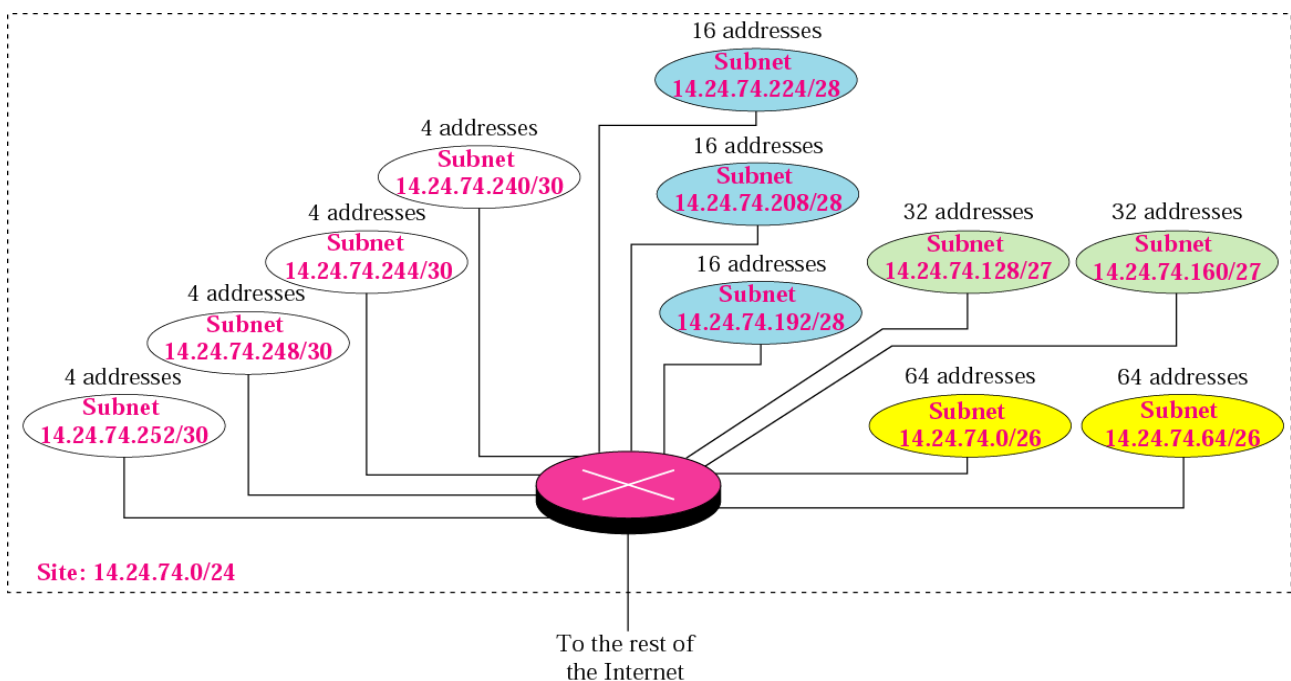 16 addresses
Subnet
14.24.74.224/28
4 addresses
Subnet
14.24.74.240/30
16 addresses
Subnet
14.24.74.208/28
4 addresses
Subnet
14.24.74.244/30
32 addresses
Subnet
14.24.74.128/27
32 addresses
Subnet
14.24.74.160/27
16 addresses
Subnet
14.24.74.192/28
4 addresses
Subnet
14.24.74.248/30
4 addresses
Subnet
14.24.74.252/30
64 addresses
Subnet
14.24.74.0/26
64 addresses
Subnet
14.24.74.64/26
Site: 14.24.74.0/24
To the rest of
the Internet